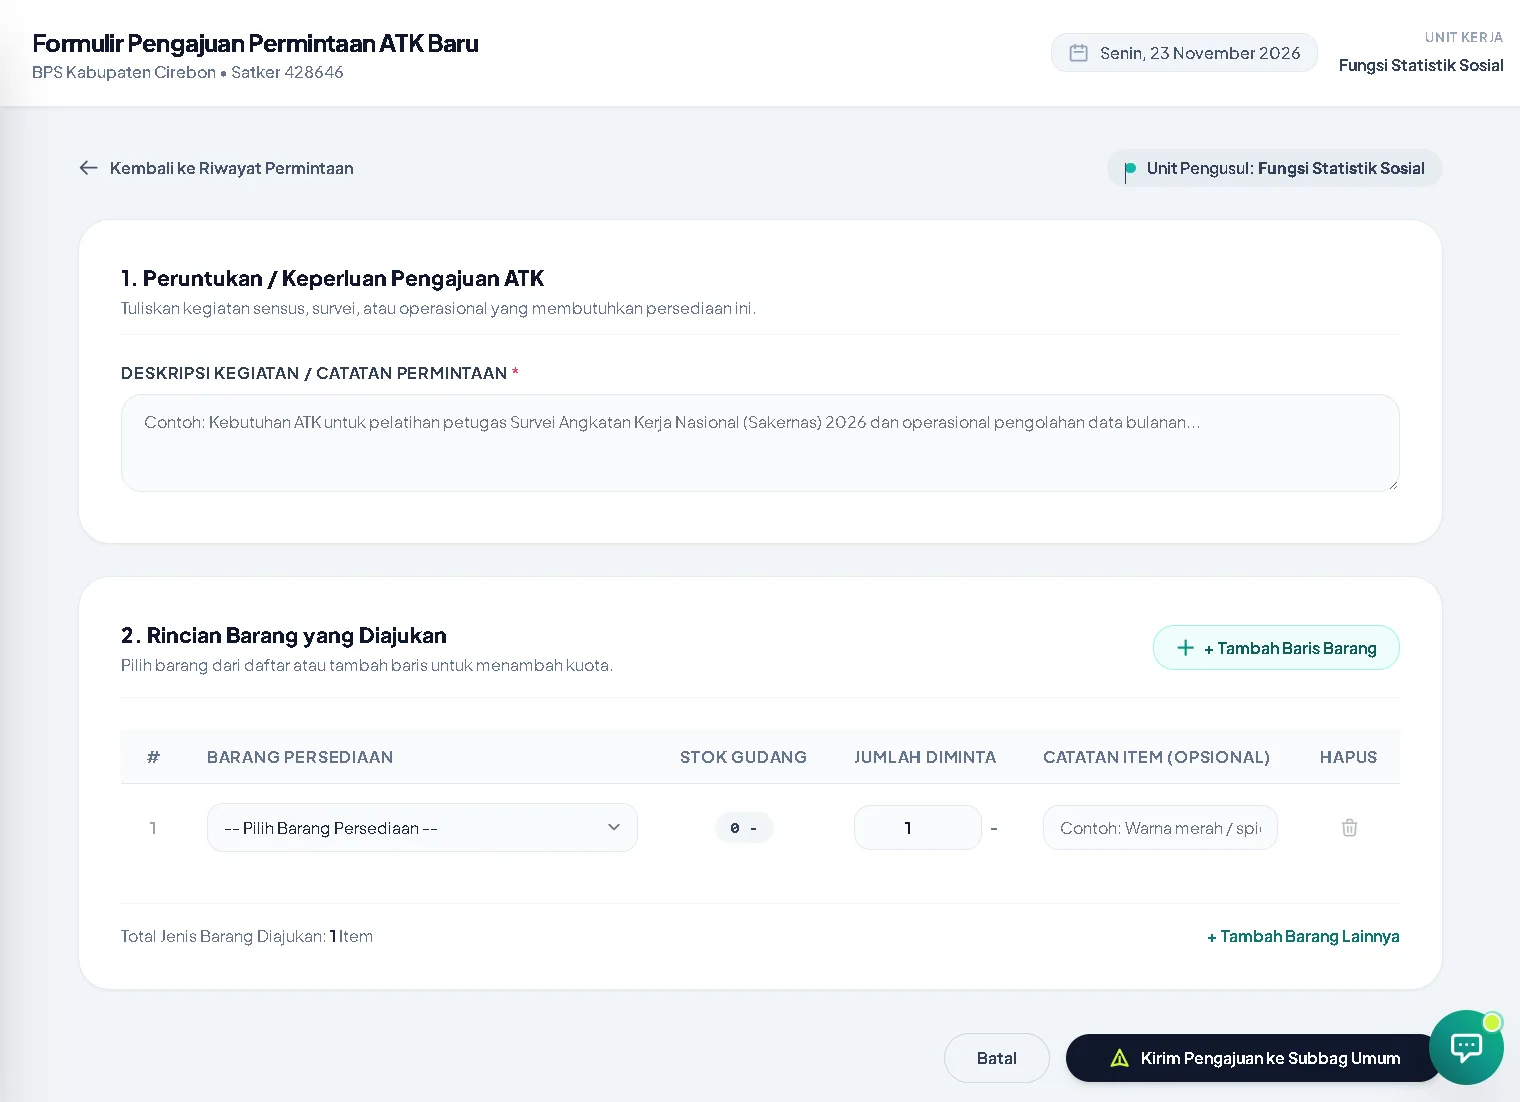 Formulir Pengajuan Permintaan ATK Baru
BPS Kabupaten Cirebon • Satker 428646
Senin, 23 November 2026
UNIT KERJA
Fungsi Statistik Sosial
Kembali ke Riwayat Permintaan
Unit Pengusul: Fungsi Statistik Sosial
1. Peruntukan / Keperluan Pengajuan ATK
Tuliskan kegiatan sensus, survei, atau operasional yang membutuhkan persediaan ini.
DESKRIPSI KEGIATAN / CATATAN PERMINTAAN *
Contoh: Kebutuhan ATK untuk pelatihan petugas Survei Angkatan Kerja Nasional (Sakernas) 2026 dan operasional pengolahan data bulanan...
2. Rincian Barang yang Diajukan
Pilih barang dari daftar atau tambah baris untuk menambah kuota.
+ Tambah Baris Barang
# BARANG PERSEDIAAN STOK GUDANG JUMLAH DIMINTA CATATAN ITEM (OPSIONAL) HAPUS
1 -- Pilih Barang Persediaan -- 0 - 1 - Contoh: Warna merah / spi
Total Jenis Barang Diajukan: 1 Item
+ Tambah Barang Lainnya
Batal
Kirim Pengajuan ke Subbag Umum